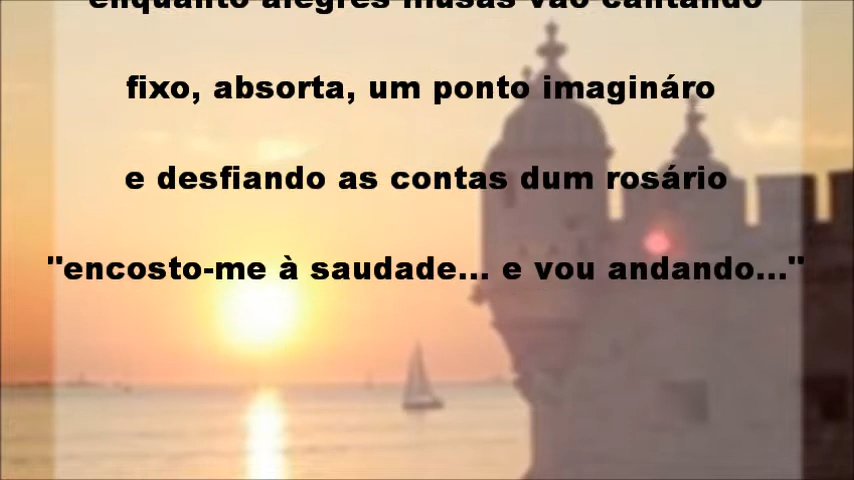 enquanto alegres musas vão cantando
fixo, absorta, um ponto imagináro
e desfiando as contas dum rosário
"encosto-me à saudade... e vou andando..."